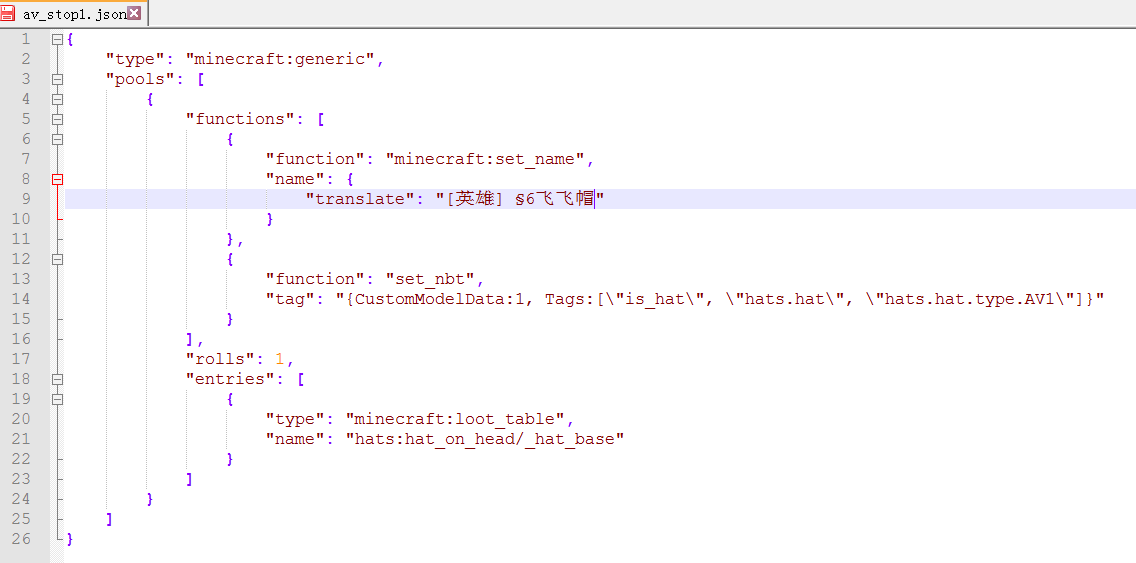 av_stop1.json
1 {
2 "type": "minecraft:generic",
3 "pools": [
4 {
5 "functions": [
6 {
7 "function": "minecraft:set_name",
8 "name": {
9 "translate": "[英雄] §6飞飞帽"
10 }
11 },
12 {
13 "function": "set_nbt",
14 "tag": "{CustomModelData:1, Tags:[\"is_hat\", \"hats.hat\", \"hats.hat.type.AV1\"]}"
15 }
16 ],
17 "rolls": 1,
18 "entries": [
19 {
20 "type": "minecraft:loot_table",
21 "name": "hats:hat_on_head/_hat_base"
22 }
23 ]
24 }
25 ]
26 }